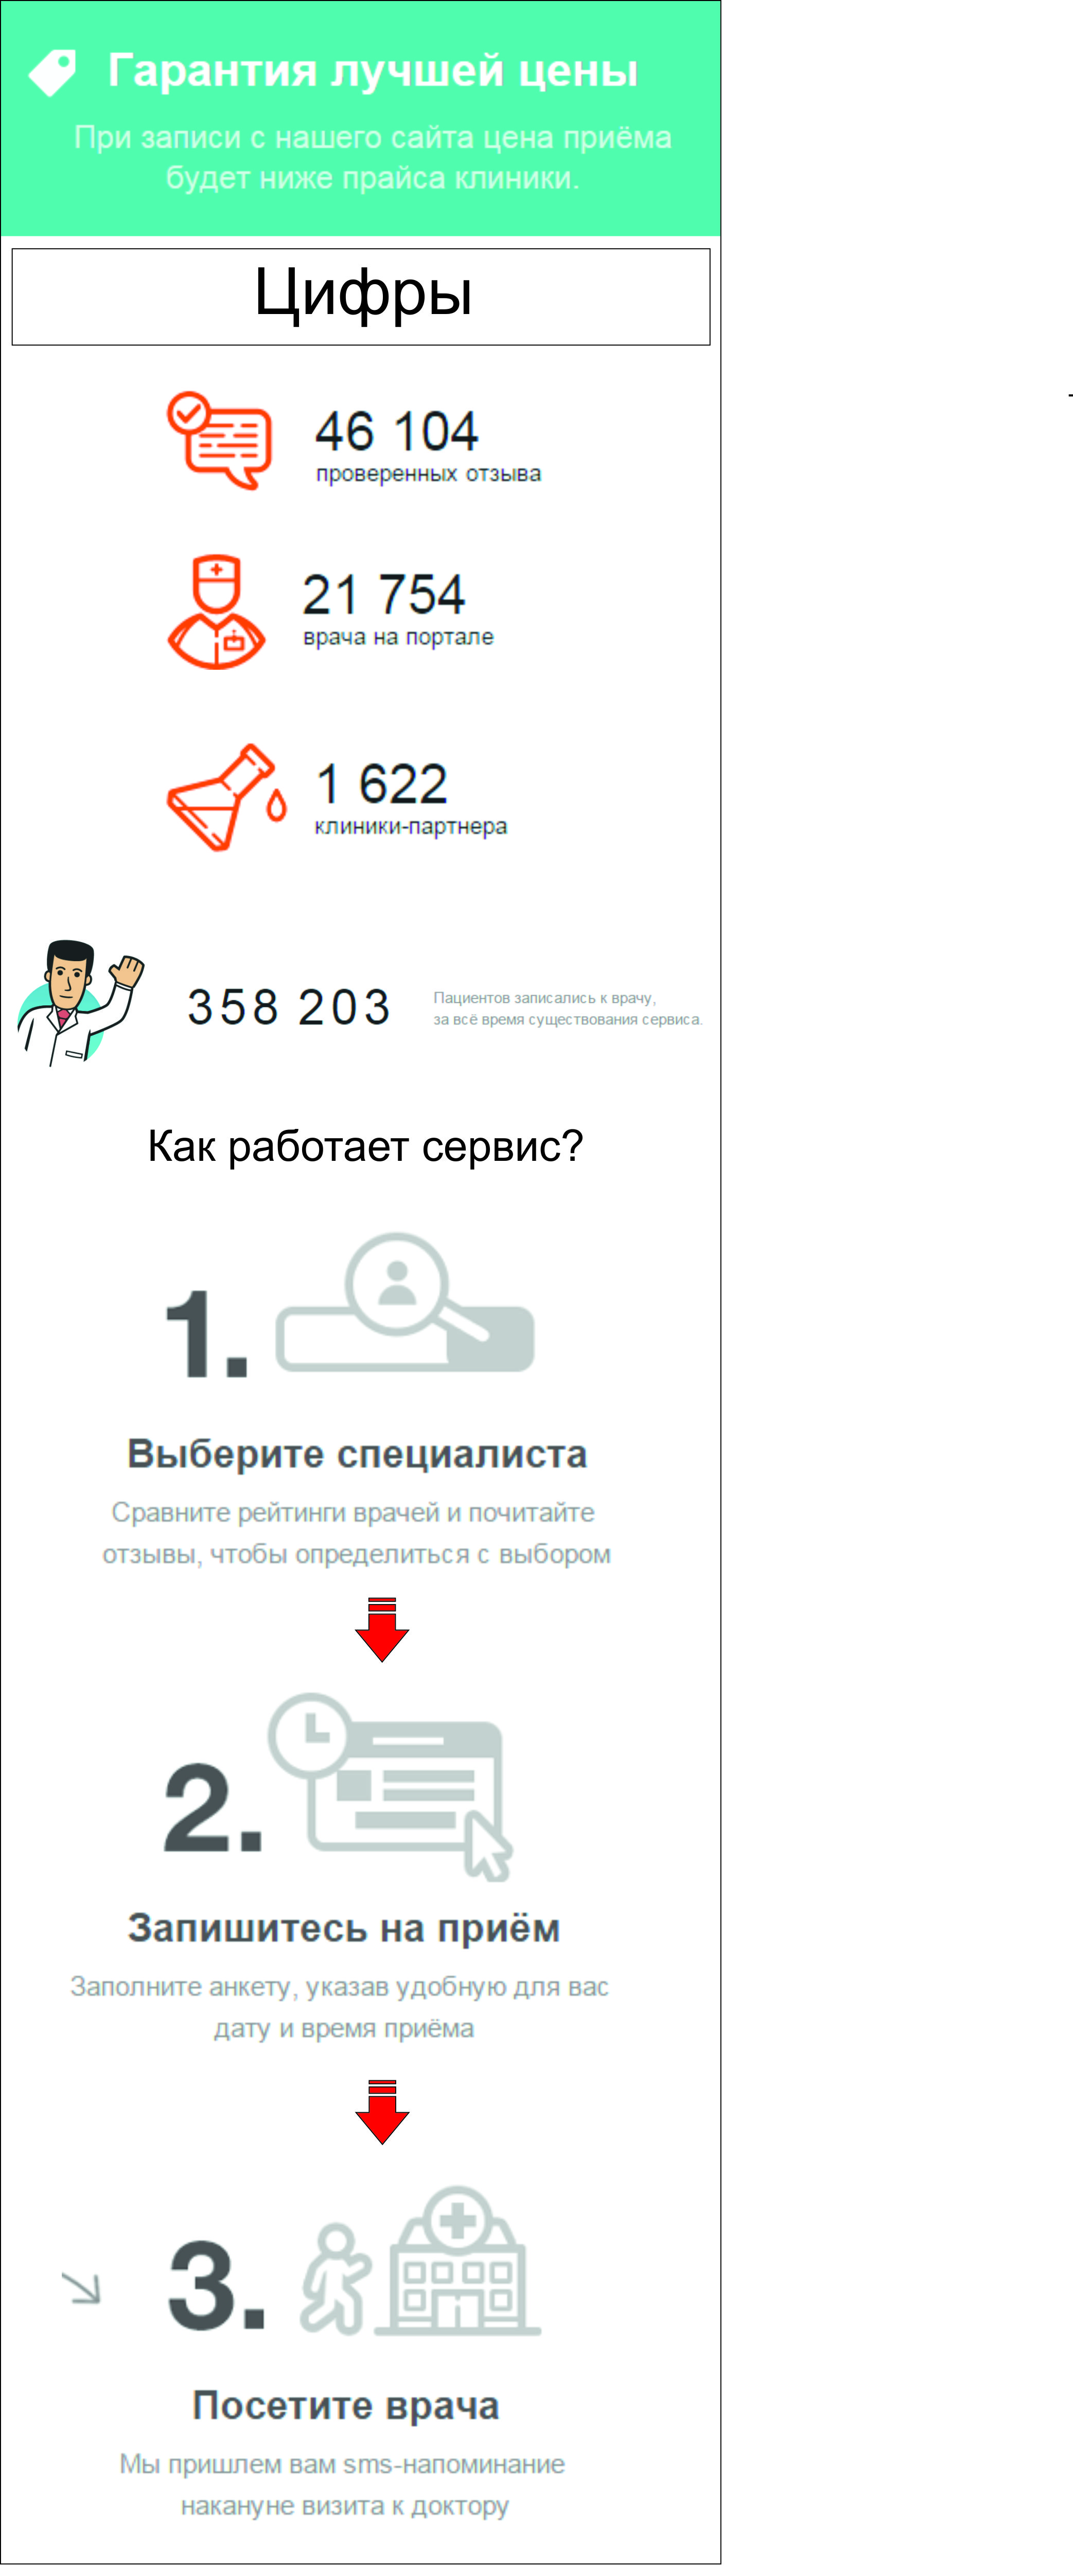 Гарантия лучшей цены
При записи с нашего сайта цена приёма
будет ниже прайса клиники.
Цифры
46 104
проверенных отзыва
21 754
врача на портале
1 622
клиники-партнера
358 203
Пациентов записались к врачу,
за всё время существования сервиса.
Как работает сервис?
1.
Выберите специалиста
Сравните рейтинги врачей и почитайте
отзывы, чтобы определиться с выбором
2.
Запишитесь на приём
Заполните анкету, указав удобную для вас
дату и время приёма
3.
Посетите врача
Мы пришлем вам sms-напоминание
накануне визита к доктору